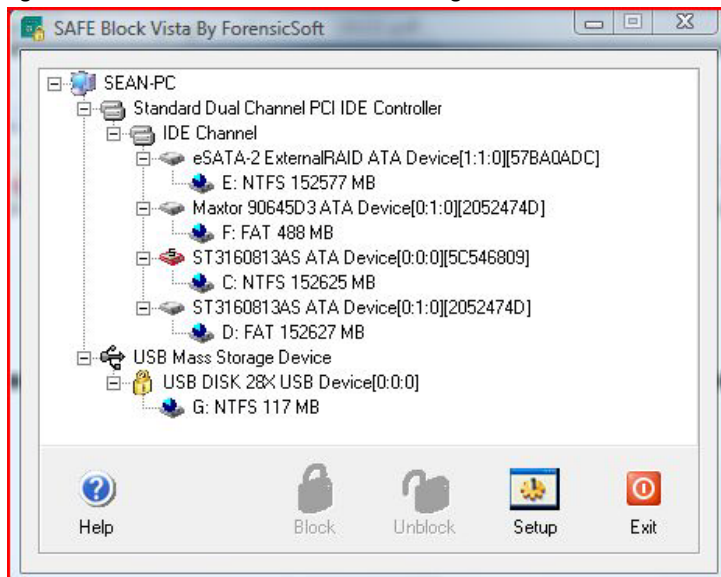 SAFE Block Vista By ForensicSoft
SEAN-PC
Standard Dual Channel PCI IDE Controller
IDE Channel
eSATA-2 ExternalRAID ATA Device[1:1:0][57BA0ADC]
E: NTFS 152577 MB
Maxtor 90645D3 ATA Device[0:1:0][2052474D]
F: FAT 488 MB
ST3160813AS ATA Device[0:0:0][5C546809]
C: NTFS 152625 MB
ST3160813AS ATA Device[0:1:0][2052474D]
D: FAT 152627 MB
USB Mass Storage Device
USB DISK 28X USB Device[0:0:0]
G: NTFS 117 MB
Help
Block
Unblock
Setup
Exit